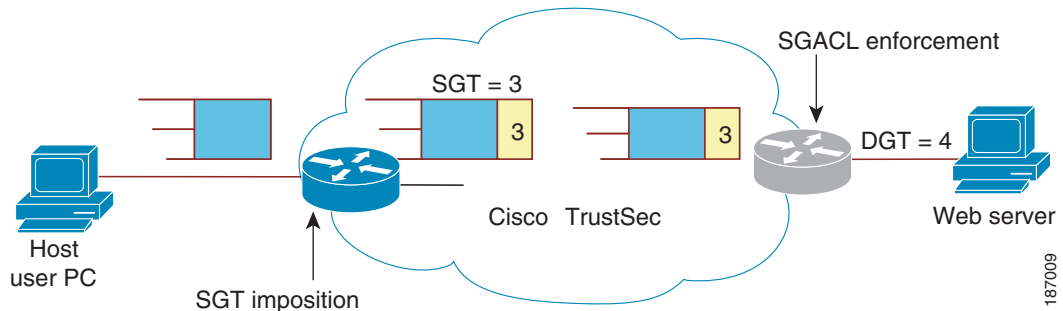 SGACL enforcement
SGT = 3
3
3
DGT = 4
Cisco TrustSec
Host
user PC
Web server
SGT imposition
187009